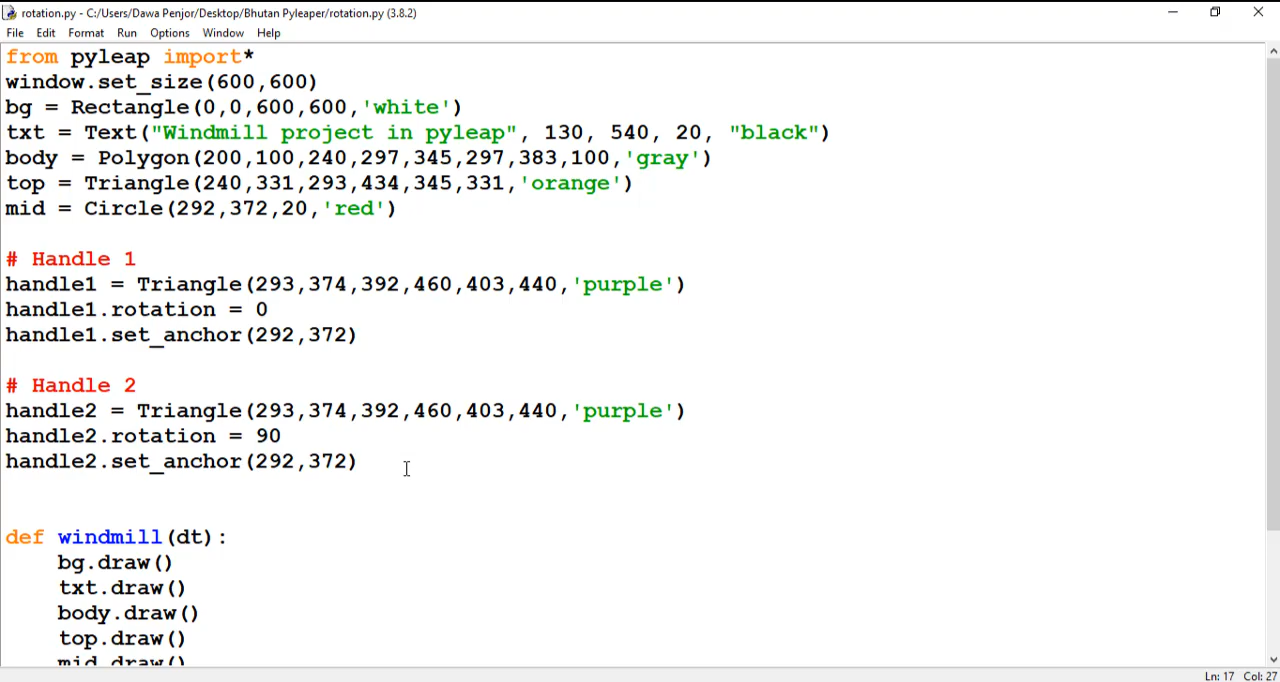 rotation.py - C:/Users/Dawa Penjor/Desktop/Bhutan Pyleaper/rotation.py (3.8.2)
File Edit Format Run Options Window Help
from pyleap import*
window.set_size(600,600)
bg = Rectangle(0,0,600,600,'white')
txt = Text("Windmill project in pyleap", 130, 540, 20, "black")
body = Polygon(200,100,240,297,345,297,383,100,'gray')
top = Triangle(240,331,293,434,345,331,'orange')
mid = Circle(292,372,20,'red')
# Handle 1
handle1 = Triangle(293,374,392,460,403,440,'purple')
handle1.rotation = 0
handle1.set_anchor(292,372)
# Handle 2
handle2 = Triangle(293,374,392,460,403,440,'purple')
handle2.rotation = 90
handle2.set_anchor(292,372)
def windmill(dt):
    bg.draw()
    txt.draw()
    body.draw()
    top.draw()
    mid.draw()
Ln: 17 Col: 27